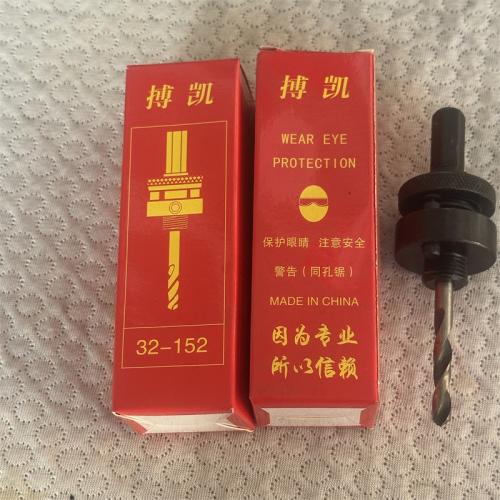 搏凯
32-152
搏凯
WEAR EYE
PROTECTION
保护眼睛 注意安全
警告（同孔锯）
MADE IN CHINA
因为专业
所以信赖